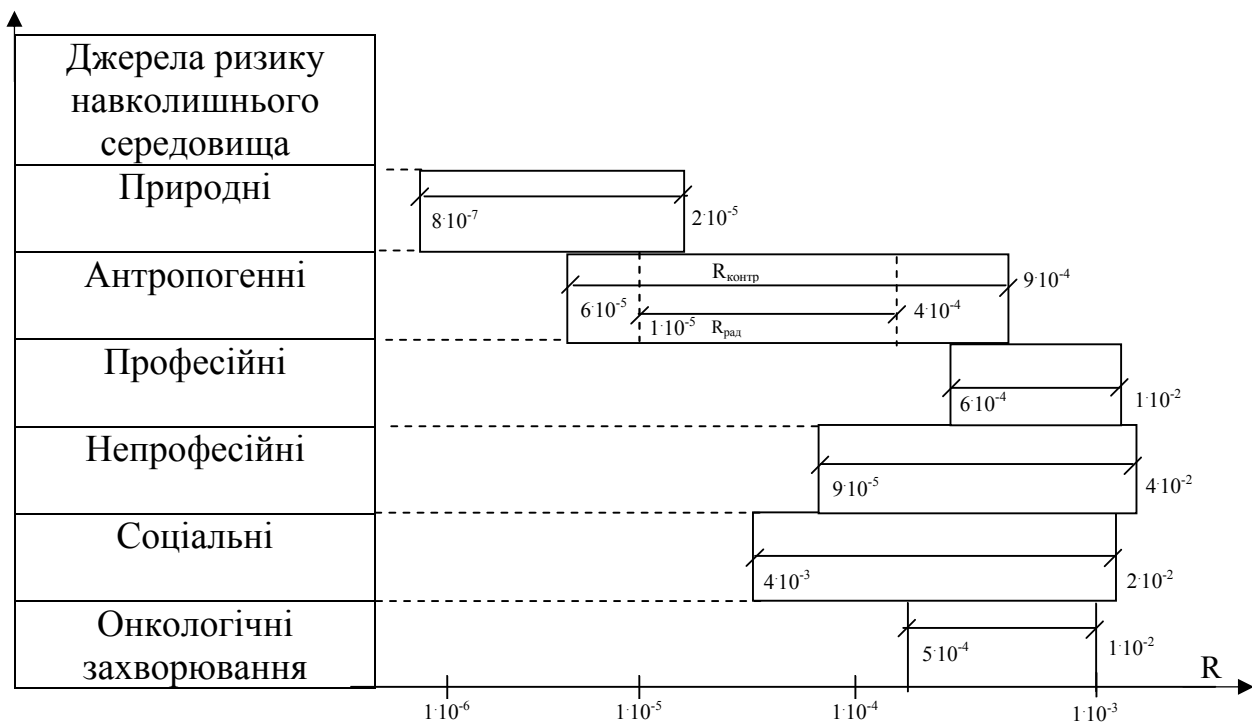 Джерела ризику
навколишнього
середовища
Природні
8·10⁻⁷
2·10⁻⁵
Антропогенні
Rконтр
9·10⁻⁴
6·10⁻⁵
1·10⁻⁵
Rрад
4·10⁻⁴
Професійні
6·10⁻⁴
1·10⁻²
Непрофесійні
9·10⁻⁵
4·10⁻²
Соціальні
4·10⁻³
2·10⁻²
Онкологічні
захворювання
5·10⁻⁴
1·10⁻²
R
1·10⁻⁶
1·10⁻⁵
1·10⁻⁴
1·10⁻³